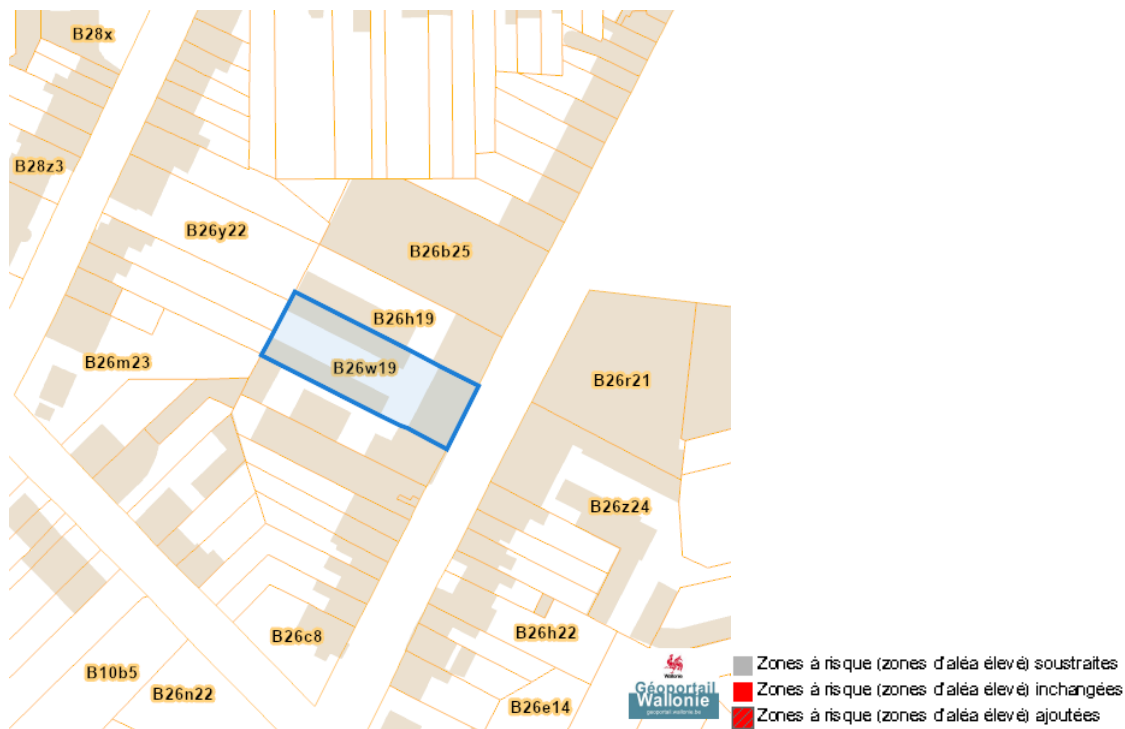 B28x
B28z3
B26y22
B26b25
B26h19
B26m23
B26w19
B26r21
B26z24
B26c8
B26h22
B10b5
B26n22
B26e14
Wallonie
Géoportail
Wallonie
geoportail.wallonie.be
Zones à risque (zones d'aléa élevé) soustraites
Zones à risque (zones d'aléa élevé) inchangées
Zones à risque (zones d'aléa élevé) ajoutées